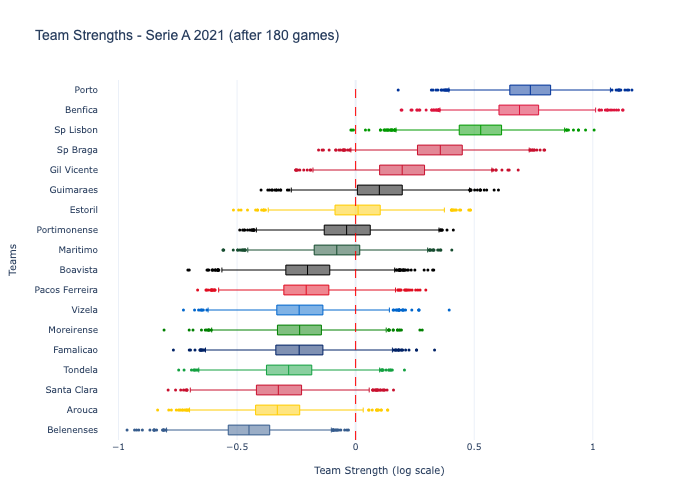 Team Strengths - Serie A 2021 (after 180 games)
Porto
Benfica
Sp Lisbon
Sp Braga
Gil Vicente
Guimaraes
Estoril
Portimonense
Maritimo
Boavista
Pacos Ferreira
Vizela
Moreirense
Famalicao
Tondela
Santa Clara
Arouca
Belenenses
Teams
−1 −0.5 0 0.5 1
Team Strength (log scale)